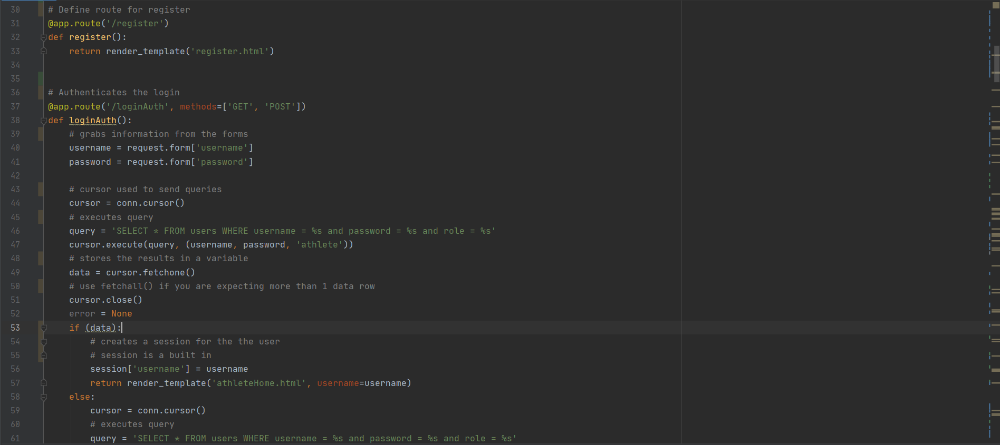 30 # Define route for register
31 @app.route('/register')
32 def register():
33     return render_template('register.html')
34
35
36 # Authenticates the login
37 @app.route('/loginAuth', methods=['GET', 'POST'])
38 def loginAuth():
39     # grabs information from the forms
40     username = request.form['username']
41     password = request.form['password']
42
43     # cursor used to send queries
44     cursor = conn.cursor()
45     # executes query
46     query = 'SELECT * FROM users WHERE username = %s and password = %s and role = %s'
47     cursor.execute(query, (username, password, 'athlete'))
48     # stores the results in a variable
49     data = cursor.fetchone()
50     # use fetchall() if you are expecting more than 1 data row
51     cursor.close()
52     error = None
53     if (data):
54         # creates a session for the the user
55         # session is a built in
56         session['username'] = username
57         return render_template('athleteHome.html', username=username)
58     else:
59         cursor = conn.cursor()
60         # executes query
61         query = 'SELECT * FROM users WHERE username = %s and password = %s and role = %s'